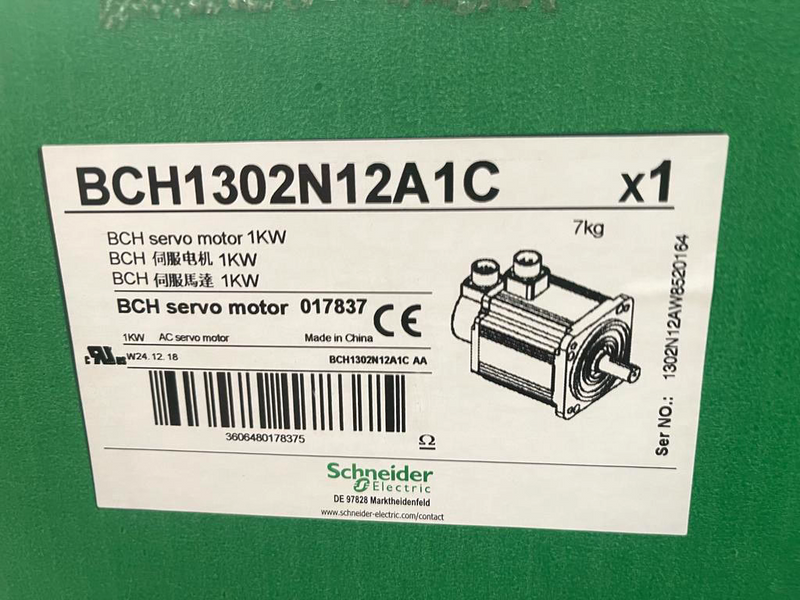 BCH1302N12A1C x1
7kg
BCH servo motor 1KW
BCH 伺服电机 1KW
BCH 伺服馬達 1KW
BCH servo motor 017837 CE
1KW AC servo motor Made in China
W24.12.18 BCH1302N12A1C AA
3606480178375
Ω
Schneider
Electric
DE 97828 Marktheidenfeld
www.schneider-electric.com/contact
Ser NO.: 1302N12AW8520164